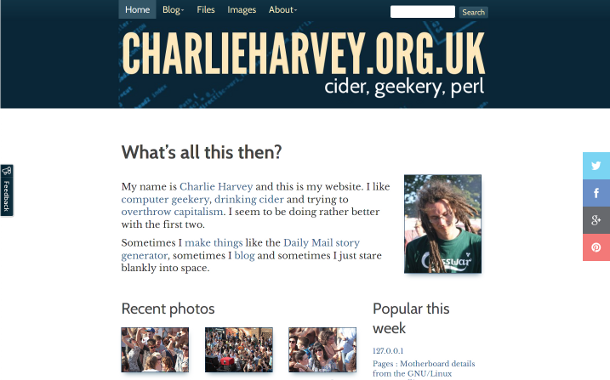 Home Blog Files Images About Search
CHARLIEHARVEY.ORG.UK
cider, geekery, perl
What's all this then?
My name is Charlie Harvey and this is my website. I like
computer geekery, drinking cider and trying to
overthrow capitalism. I seem to be doing rather better
with the first two.
Sometimes I make things like the Daily Mail story
generator, sometimes I blog and sometimes I just stare
blankly into space.
Feedback
Recent photos
Popular this
week
127.0.0.1
Pages : Motherboard details
from the GNU/Linux